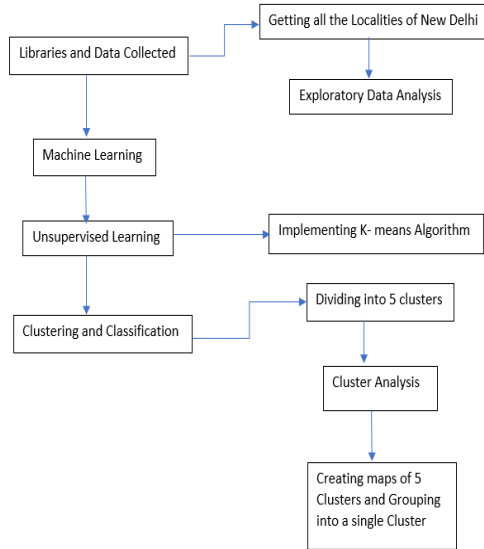 Getting all the Localities of New Delhi
Libraries and Data Collected
Exploratory Data Analysis
Machine Learning
Unsupervised Learning
Implementing K- means Algorithm
Dividing into 5 clusters
Clustering and Classification
Cluster Analysis
Creating maps of 5
Clusters and Grouping
into a single Cluster